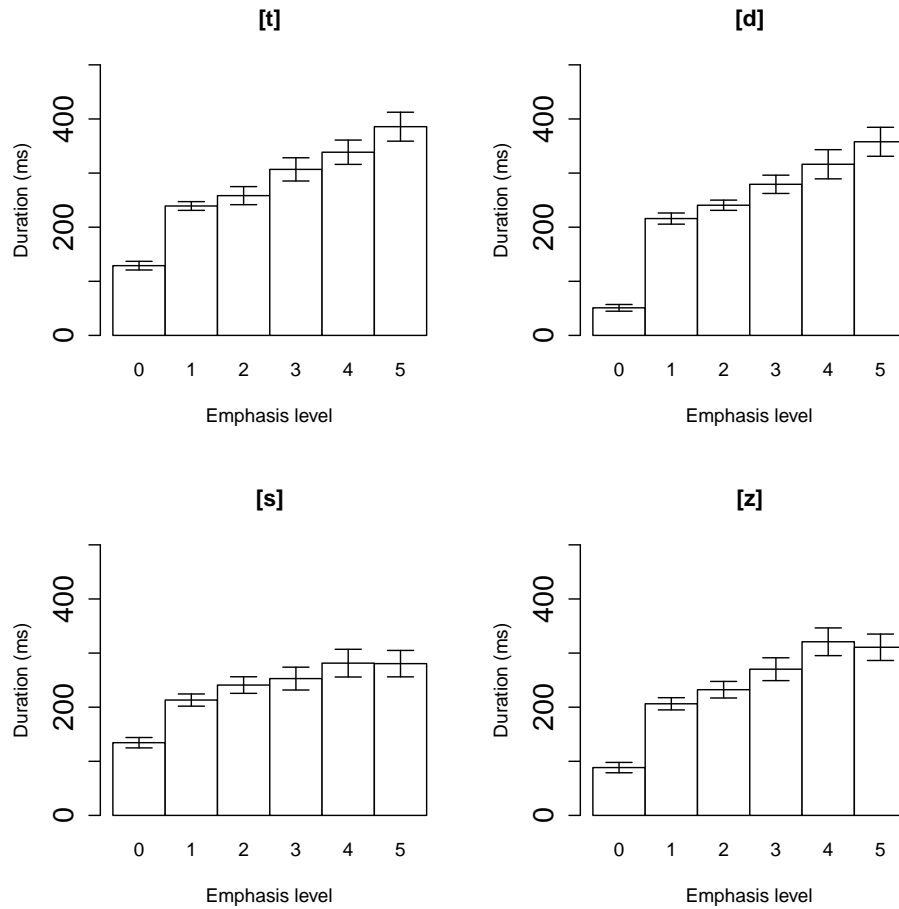 [t]
Duration (ms)
0 200 400
0 1 2 3 4 5
Emphasis level
[d]
Duration (ms)
0 200 400
0 1 2 3 4 5
Emphasis level
[s]
Duration (ms)
0 200 400
0 1 2 3 4 5
Emphasis level
[z]
Duration (ms)
0 200 400
0 1 2 3 4 5
Emphasis level